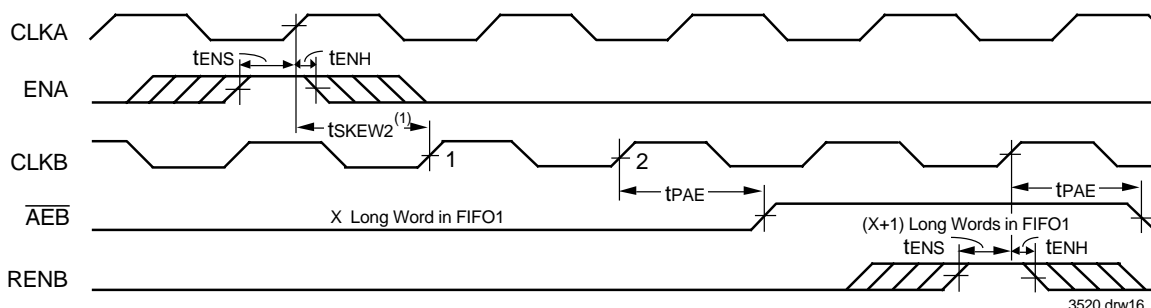 CLKA
tENS
tENH
ENA
tSKEW2(1)
CLKB
1
2
tPAE
tPAE
AEB
X Long Word in FIFO1
(X+1) Long Words in FIFO1
tENS
tENH
RENB
3520 drw16